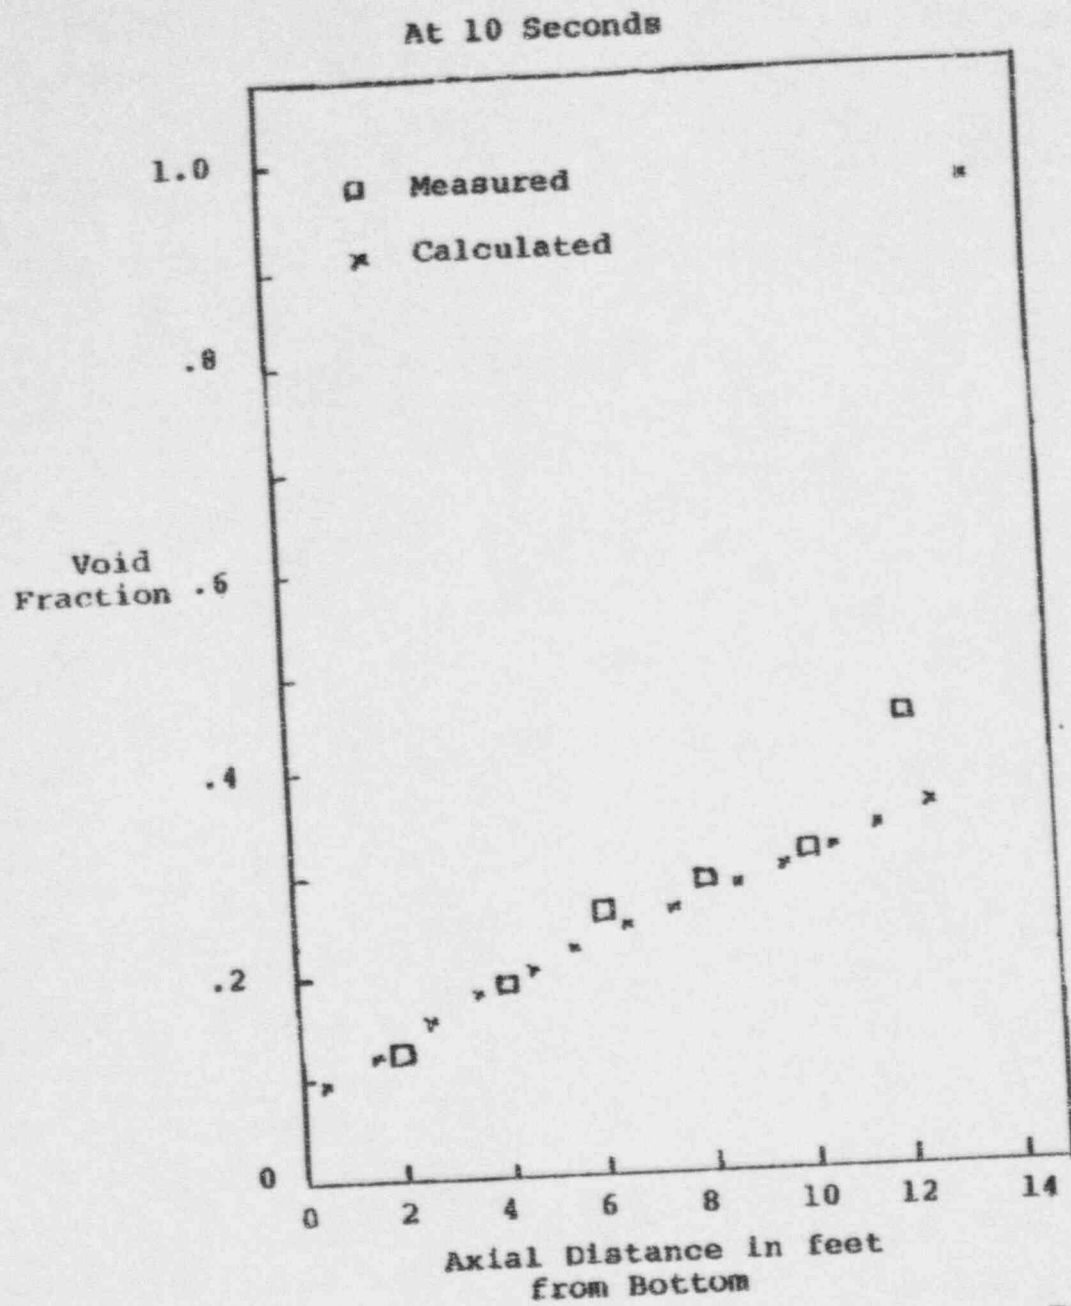 At 10 Seconds
1.0
Measured
Calculated
.8
Void
Fraction
.6
.4
.2
0
0 2 4 6 8 10 12 14
Axial Distance in feet
from Bottom